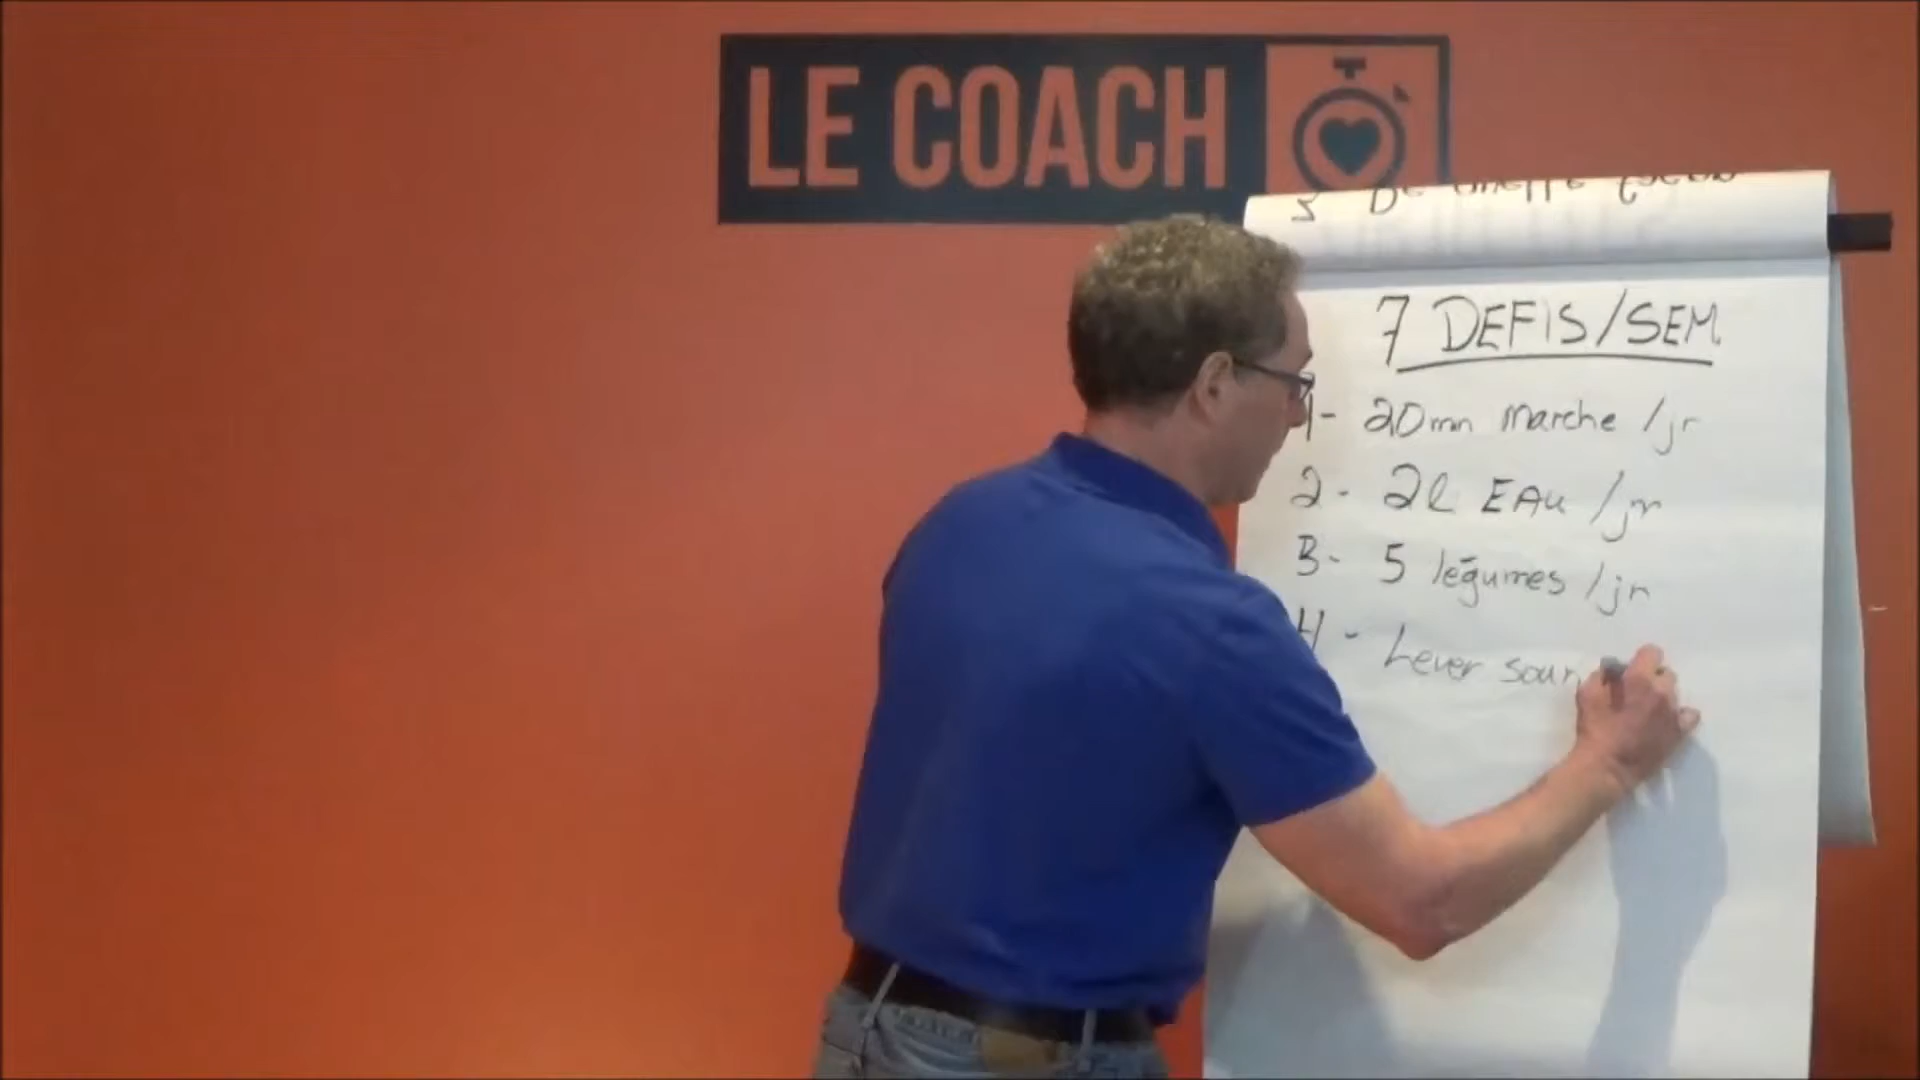 LE COACH
7 DEFIS/SEM
1- 20mn marche /jr
2- 2l EAU /jr
3- 5 légumes /jr
4- Lever sour